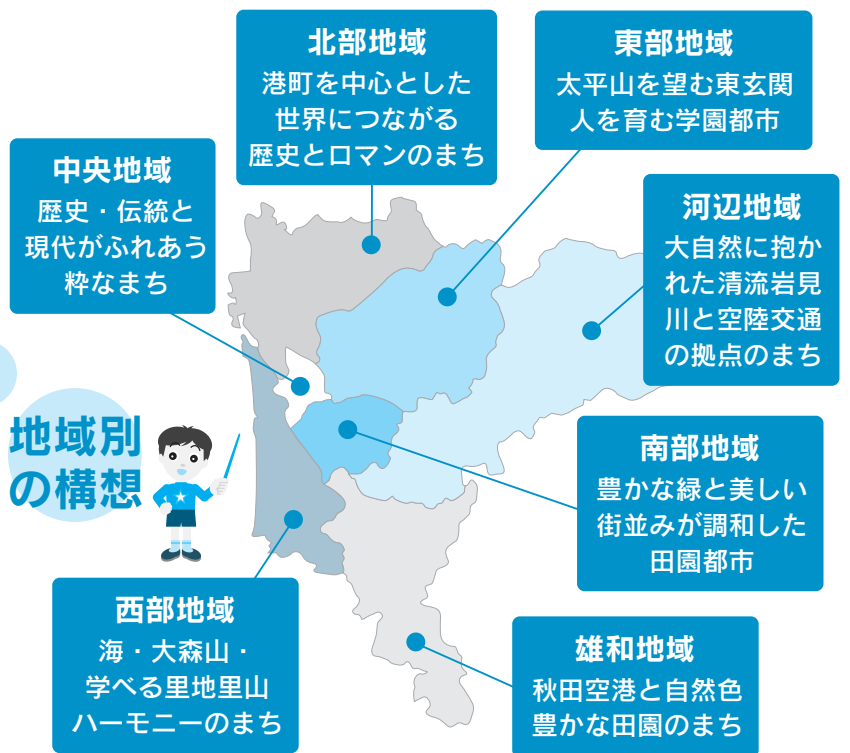 北部地域
港町を中心とした
世界につながる
歴史とロマンのまち
東部地域
太平山を望む東玄関
人を育む学園都市
中央地域
歴史・伝統と
現代がふれあう
粋なまち
河辺地域
大自然に抱か
れた清流岩見
川と空陸交通
の拠点のまち
地域別
の構想
南部地域
豊かな緑と美しい
街並みが調和した
田園都市
西部地域
海・大森山・
学べる里地里山
ハーモニーのまち
雄和地域
秋田空港と自然色
豊かな田園のまち